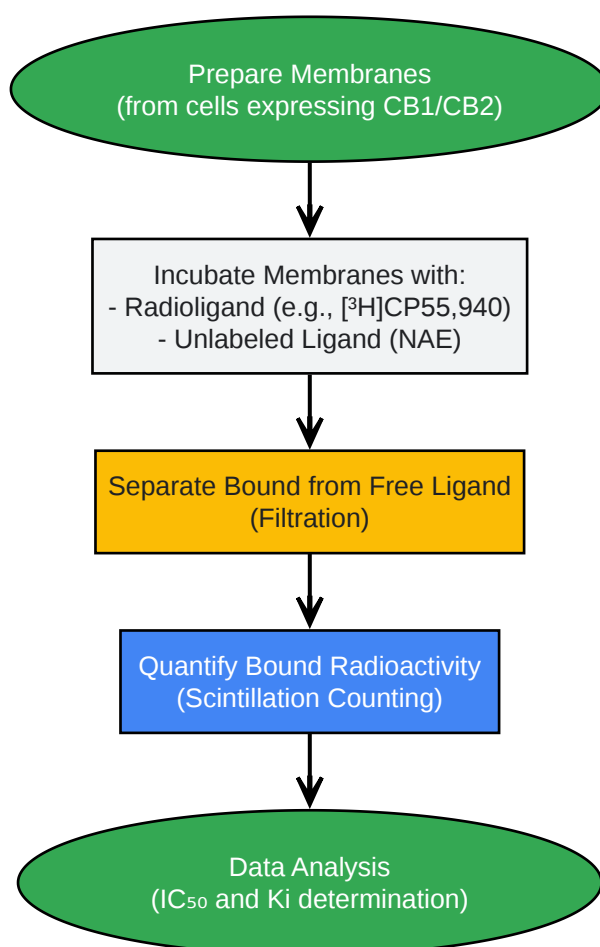 Prepare Membranes
(from cells expressing CB1/CB2)
Incubate Membranes with:
- Radioligand (e.g., [³H]CP55,940)
- Unlabeled Ligand (NAE)
Separate Bound from Free Ligand
(Filtration)
Quantify Bound Radioactivity
(Scintillation Counting)
Data Analysis
(IC₅₀ and Ki determination)